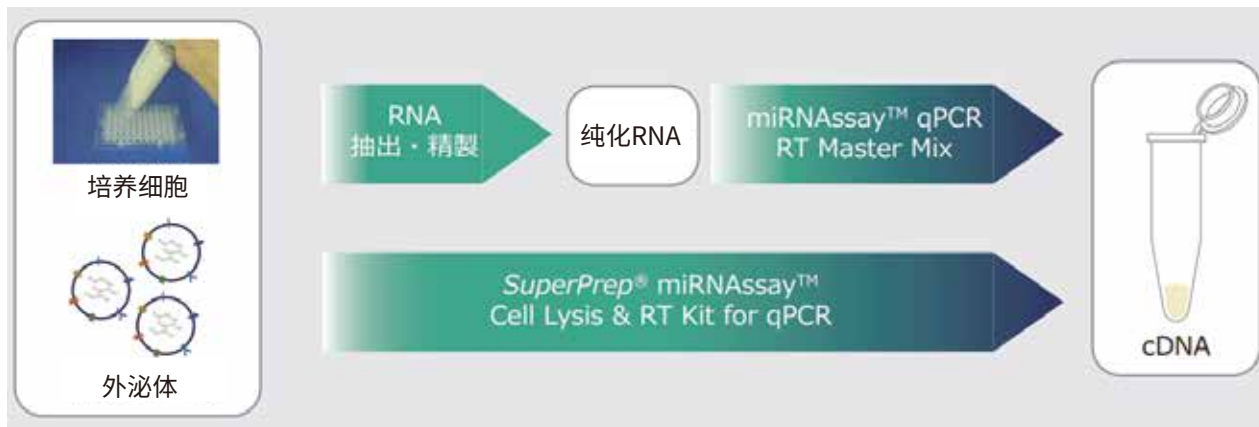 培养细胞
外泌体
RNA
抽出・精製
纯化RNA
miRNAssay™ qPCR
RT Master Mix
SuperPrep® miRNAssay™
Cell Lysis & RT Kit for qPCR
cDNA